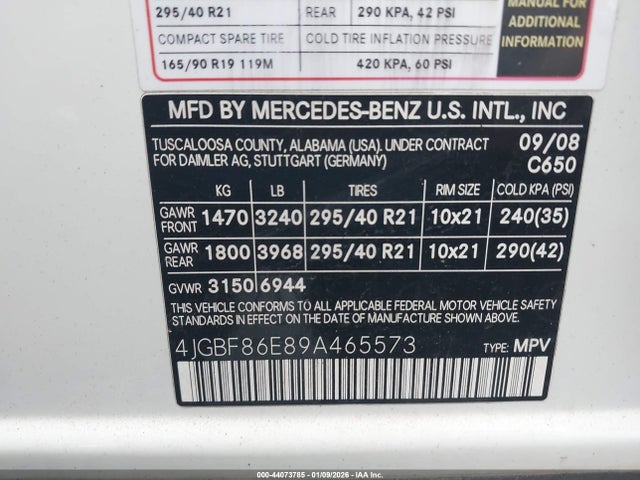 MANUAL FOR
295/40 R21 REAR 290 KPA, 42 PSI
ADDITIONAL
COMPACT SPARE TIRE COLD TIRE INFLATION PRESSURE
INFORMATION
165/90 R19 119M 420 KPA, 60 PSI
MFD BY MERCEDES-BENZ U.S. INTL., INC
TUSCALOOSA COUNTY, ALABAMA (USA). UNDER CONTRACT 09/08
FOR DAIMLER AG, STUTTGART (GERMANY) C650
KG LB TIRES RIM SIZE COLD KPA (PSI)
GAWR FRONT 1470 3240 295/40 R21 10x21 240(35)
GAWR REAR 1800 3968 295/40 R21 10x21 290(42)
GVWR 3150 6944
THIS VEHICLE CONFORMS TO ALL APPLICABLE FEDERAL MOTOR VEHICLE SAFETY
STANDARDS IN EFFECT ON THE DATE OF MANUFACTURE SHOWN ABOVE.
4JGBF86E89A465573 TYPE: MPV
000-44073785 - 01/09/2026 - IAA Inc.